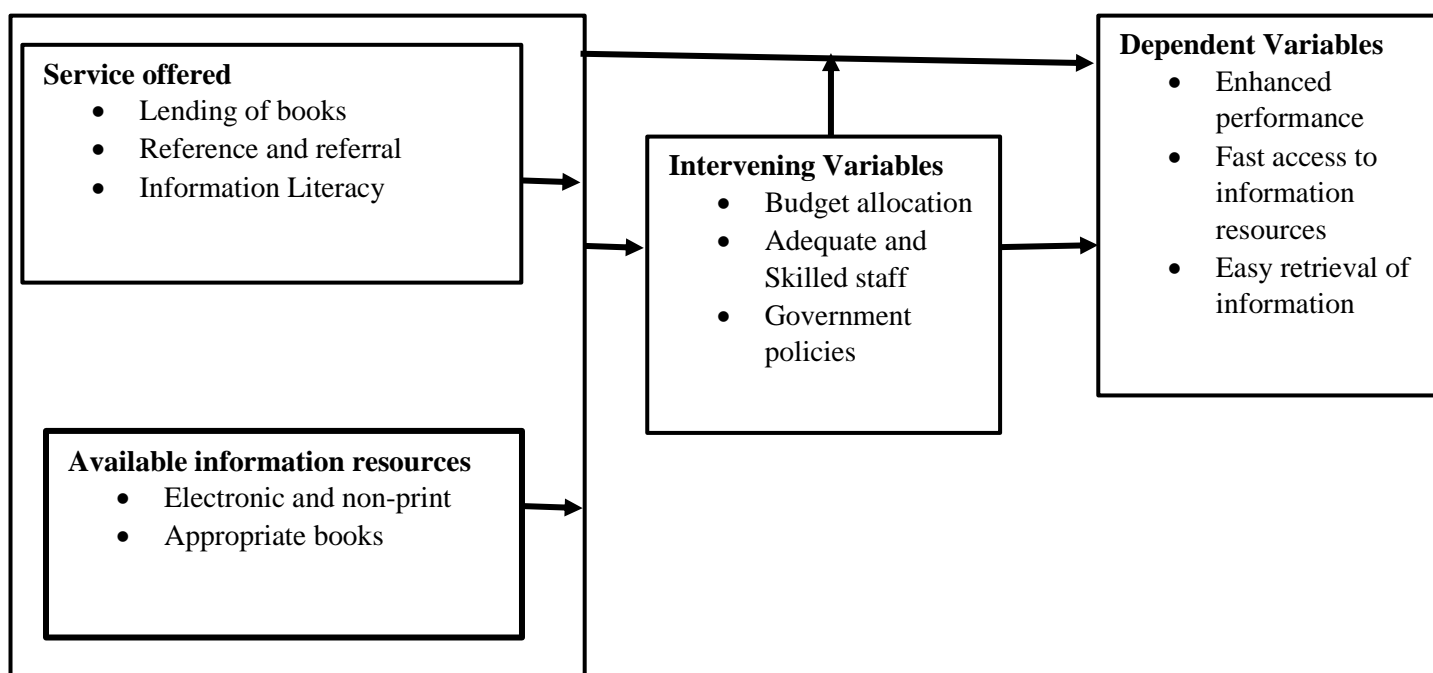 Service offered
• Lending of books
• Reference and referral
• Information Literacy
Available information resources
• Electronic and non-print
• Appropriate books
Intervening Variables
• Budget allocation
• Adequate and
Skilled staff
• Government
policies
Dependent Variables
• Enhanced
performance
• Fast access to
information
resources
• Easy retrieval of
information